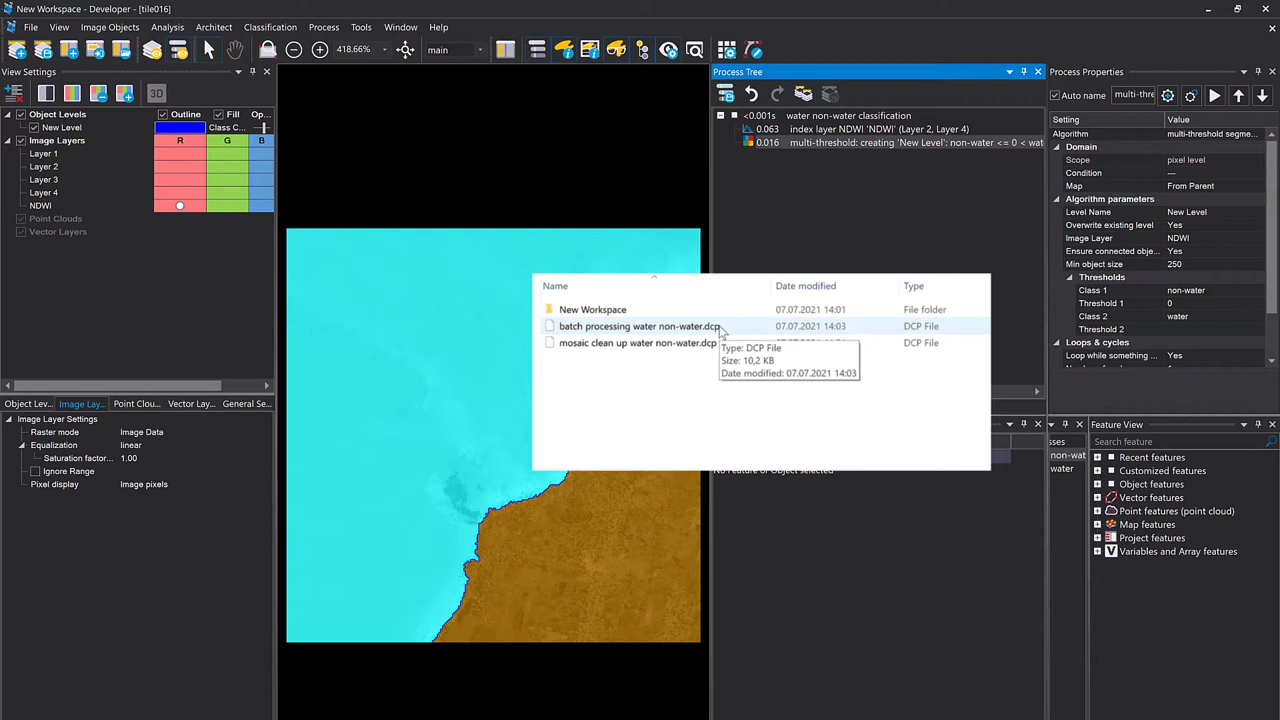 New Workspace - Developer - [tile016]
File View Image Objects Analysis Architect Classification Process Tools Window Help
418.66% main
View Settings
3D
Object Levels Outline Fill Op...
New Level Class C...
Image Layers R G B
Layer 1
Layer 2
Layer 3
Layer 4
NDWI
Point Clouds
Vector Layers
Object Lev... Image Lay... Point Clou... Vector Lay... General Se...
Image Layer Settings
Raster mode Image Data
Equalization linear
Saturation factor... 1.00
Ignore Range
Pixel display Image pixels
Process Tree
<0.001s water non-water classification
0.063 index layer NDWI 'NDWI' (Layer 2, Layer 4)
0.016 multi-threshold: creating 'New Level': non-water <= 0 < wat
Name Date modified Type
New Workspace 07.07.2021 14:01 File folder
batch processing water non-water.dcp 07.07.2021 14:03 DCP File
mosaic clean up water non-water.dcp DCP File
Type: DCP File
Size: 10,2 KB
Date modified: 07.07.2021 14:03
No Feature or Object selected
Process Properties
Auto name multi-thre
Setting Value
Algorithm multi-threshold segme...
Domain
Scope pixel level
Condition ---
Map From Parent
Algorithm parameters
Level Name New Level
Overwrite existing level Yes
Image Layer NDWI
Ensure connected obje... Yes
Min object size 250
Thresholds
Class 1 non-water
Threshold 1 0
Class 2 water
Threshold 2
Loops & cycles
Loop while something ... Yes
sses
non-wat
water
Feature View
Search feature
Recent features
Customized features
Object features
Vector features
Point features (point cloud)
Map features
Project features
Variables and Array features